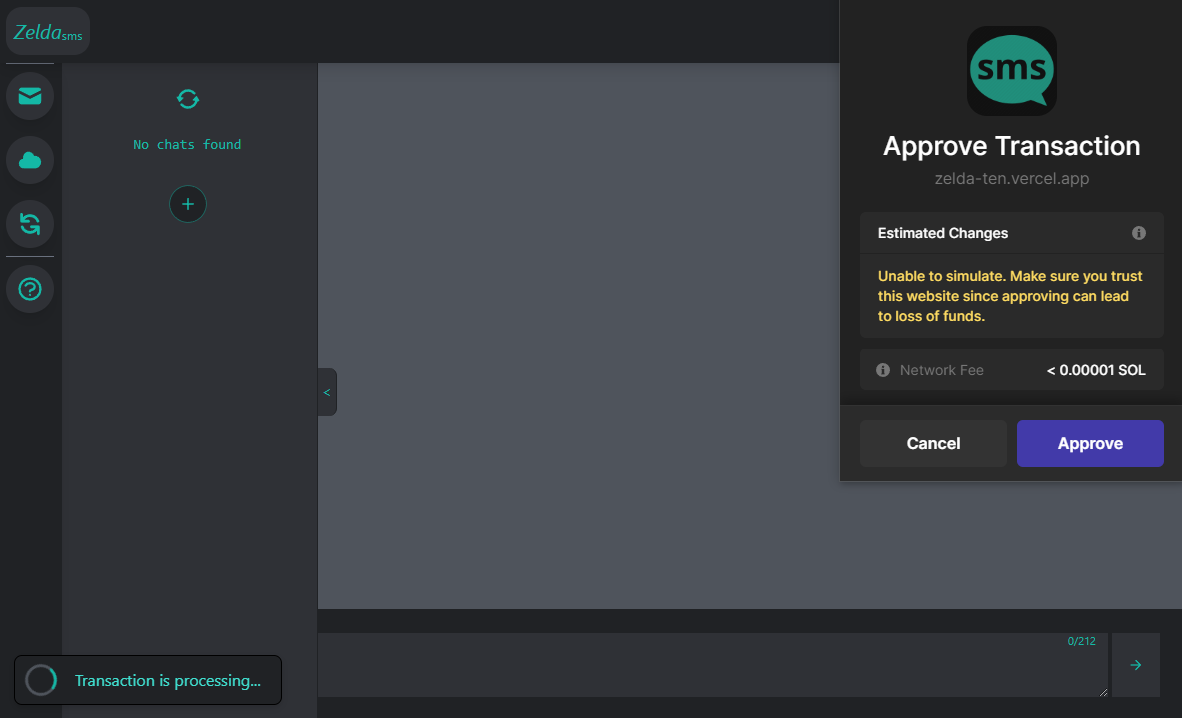 Zeldasms
No chats found
+
<
sms
Approve Transaction
zelda-ten.vercel.app
Estimated Changes
Unable to simulate. Make sure you trust
this website since approving can lead
to loss of funds.
Network Fee < 0.00001 SOL
Cancel Approve
0/212
Transaction is processing...